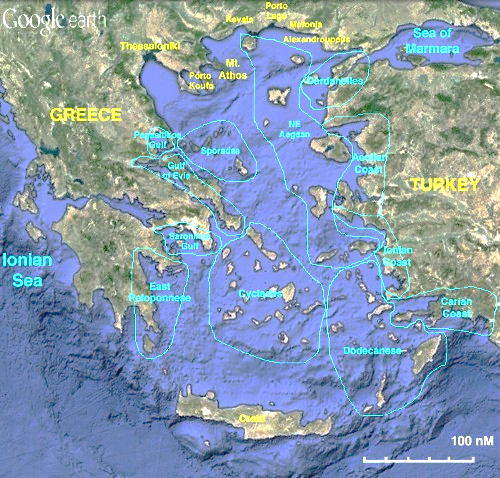 Google earth
Porto
Lago
Kavala
Maronia
Alexandroupolis
Sea of
Marmara
Thessaloniki
Mt.
Athos
Porto
Koufo
Dardanelles
GREECE
NE
Aegean
Pagasitikos
Gulf
Sporades
Aeolian
Coast
Gulf
of Evia
TURKEY
Saronikos
Gulf
Ionian
Sea
Ionian
Coast
East
Peloponnese
Cyclades
Carian
Coast
Dodecanese
Crete
100 nM